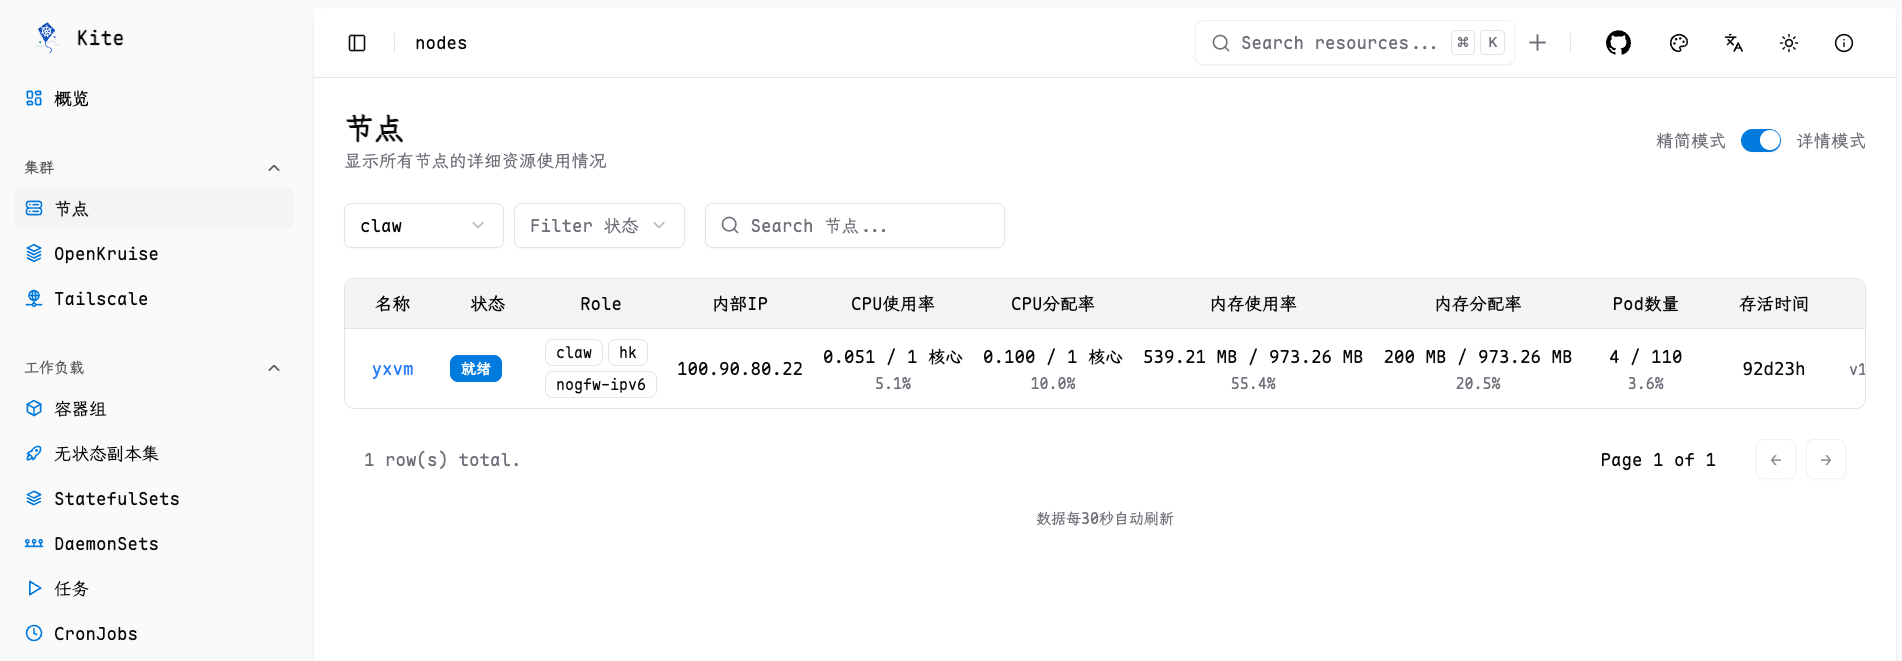 Kite
概览
集群
节点
OpenKruise
Tailscale
工作负载
容器组
无状态副本集
StatefulSets
DaemonSets
任务
CronJobs
nodes
Search resources... ⌘ K
节点
显示所有节点的详细资源使用情况
精简模式 详情模式
claw Filter 状态 Search 节点...
名称 状态 Role 内部IP CPU使用率 CPU分配率 内存使用率 内存分配率 Pod数量 存活时间
yxvm 就绪 claw hk nogfw-ipv6 100.90.80.22 0.051 / 1 核心 0.100 / 1 核心 539.21 MB / 973.26 MB 200 MB / 973.26 MB 4 / 110 92d23h v1
5.1% 10.0% 55.4% 20.5% 3.6%
1 row(s) total. Page 1 of 1 ← →
数据每30秒自动刷新